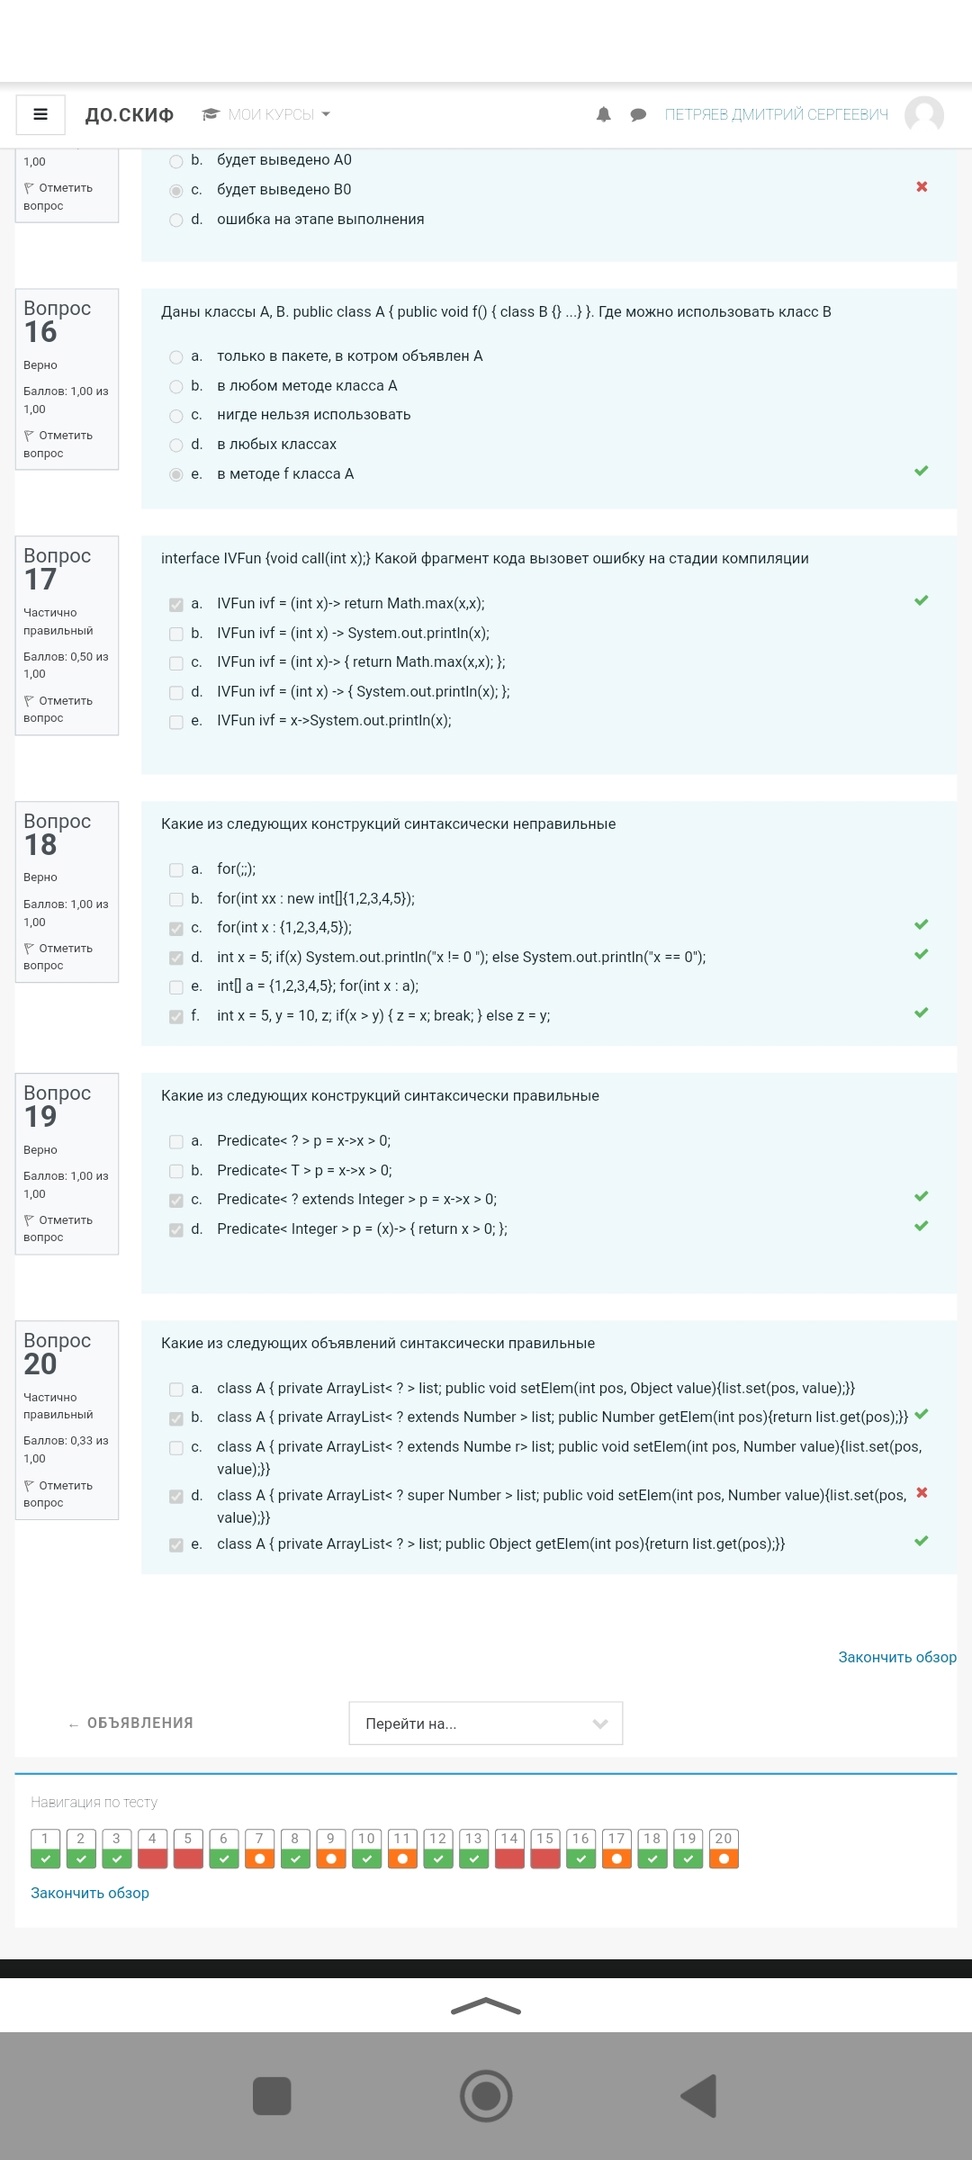 ДО.СКИФ
МОИ КУРСЫ
ПЕТРЯЕВ ДМИТРИЙ СЕРГЕЕВИЧ
1,00
Отметить
вопрос
b. будет выведено A0
c. будет выведено B0
d. ошибка на этапе выполнения
Вопрос
16
Верно
Баллов: 1,00 из
1,00
Отметить
вопрос
Даны классы A, B. public class A { public void f() { class B {} ...} }. Где можно использовать класс B
a. только в пакете, в котром объявлен A
b. в любом методе класса A
c. нигде нельзя использовать
d. в любых классах
e. в методе f класса A
Вопрос
17
Частично
правильный
Баллов: 0,50 из
1,00
Отметить
вопрос
interface IVFun {void call(int x);} Какой фрагмент кода вызовет ошибку на стадии компиляции
a. IVFun ivf = (int x)-> return Math.max(x,x);
b. IVFun ivf = (int x) -> System.out.println(x);
c. IVFun ivf = (int x)-> { return Math.max(x,x); };
d. IVFun ivf = (int x) -> { System.out.println(x); };
e. IVFun ivf = x->System.out.println(x);
Вопрос
18
Верно
Баллов: 1,00 из
1,00
Отметить
вопрос
Какие из следующих конструкций синтаксически неправильные
a. for(;;);
b. for(int xx : new int[]{1,2,3,4,5});
c. for(int x : {1,2,3,4,5});
d. int x = 5; if(x) System.out.println("x != 0 "); else System.out.println("x == 0");
e. int[] a = {1,2,3,4,5}; for(int x : a);
f. int x = 5, y = 10, z; if(x > y) { z = x; break; } else z = y;
Вопрос
19
Верно
Баллов: 1,00 из
1,00
Отметить
вопрос
Какие из следующих конструкций синтаксически правильные
a. Predicate< ? > p = x->x > 0;
b. Predicate< T > p = x->x > 0;
c. Predicate< ? extends Integer > p = x->x > 0;
d. Predicate< Integer > p = (x)-> { return x > 0; };
Вопрос
20
Частично
правильный
Баллов: 0,33 из
1,00
Отметить
вопрос
Какие из следующих объявлений синтаксически правильные
a. class A { private ArrayList< ? > list; public void setElem(int pos, Object value){list.set(pos, value);}}
b. class A { private ArrayList< ? extends Number > list; public Number getElem(int pos){return list.get(pos);}}
c. class A { private ArrayList< ? extends Numbe r> list; public void setElem(int pos, Number value){list.set(pos,
value);}}
d. class A { private ArrayList< ? super Number > list; public void setElem(int pos, Number value){list.set(pos,
value);}}
e. class A { private ArrayList< ? > list; public Object getElem(int pos){return list.get(pos);}}
Закончить обзор
← ОБЪЯВЛЕНИЯ
Перейти на...
Навигация по тесту
1 2 3 4 5 6 7 8 9 10 11 12 13 14 15 16 17 18 19 20
Закончить обзор